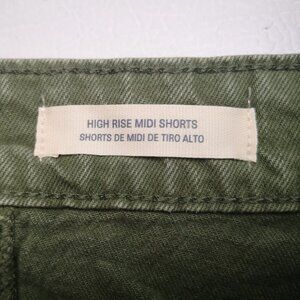 HIGH RISE MIDI SHORTS
SHORTS DE MIDI DE TIRO ALTO